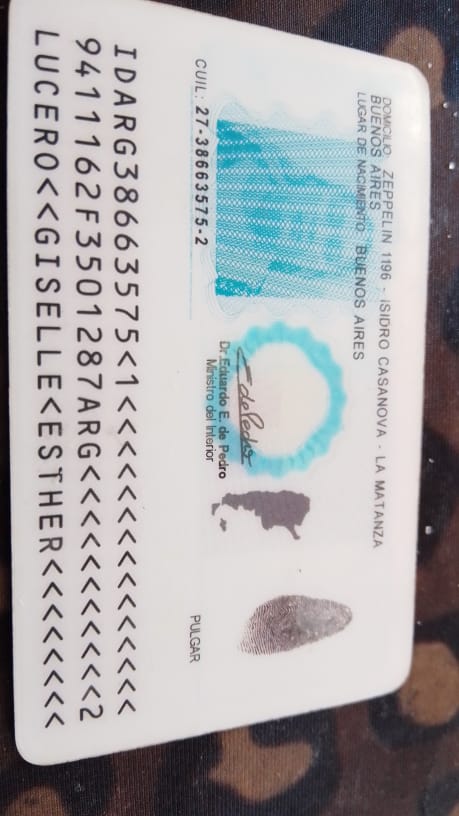 DOMICILIO: ZEPPELIN 1196 - ISIDRO CASANOVA - LA MATANZA
BUENOS AIRES
LUGAR DE NACIMIENTO: BUENOS AIRES
CUIL: 27-38663575-2
Dr. Eduardo E. de Pedro
Ministro del Interior
PULGAR
IDARG38663575<1<<<<<<<<<<<<<<<
9411162F3501287ARG<<<<<<<<<<<2
LUCERO<<GISELLE<ESTHER<<<<<<<<